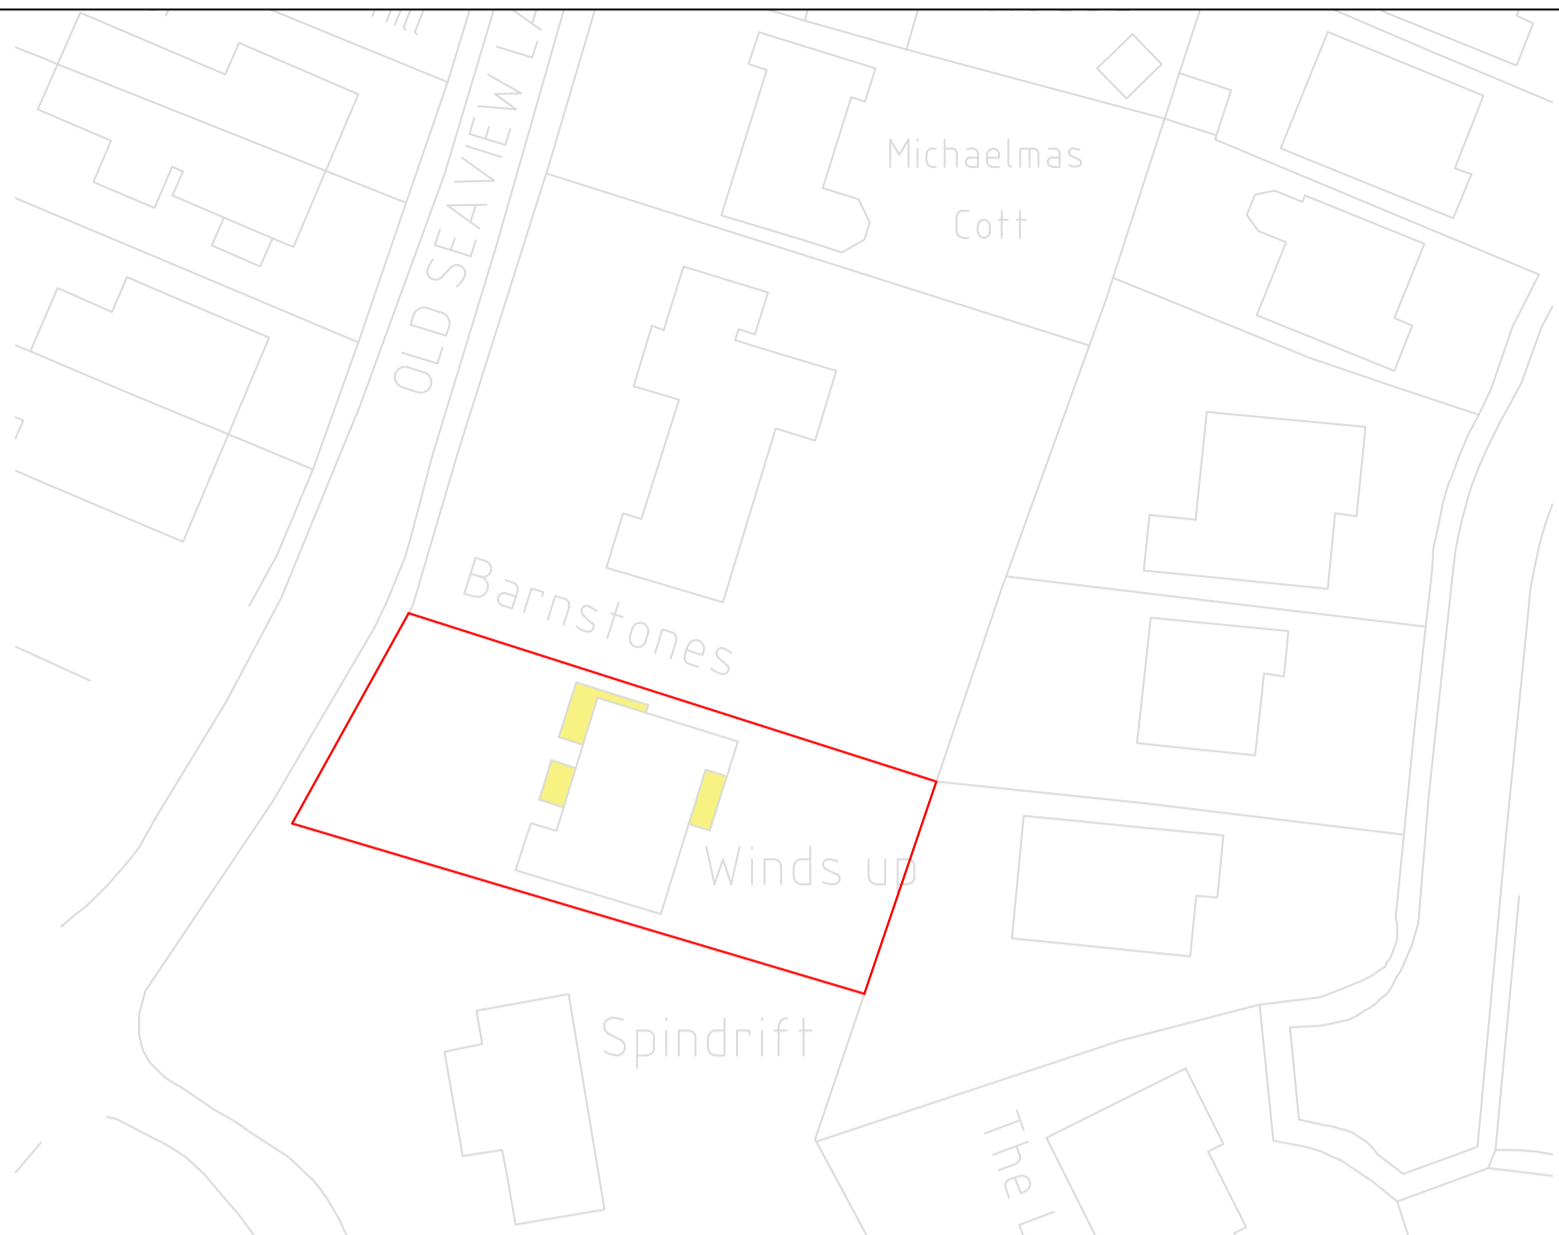 OLD SEAVIEW LA
Michaelmas
Cott
Barnstones
Winds up
Spindrift
The L